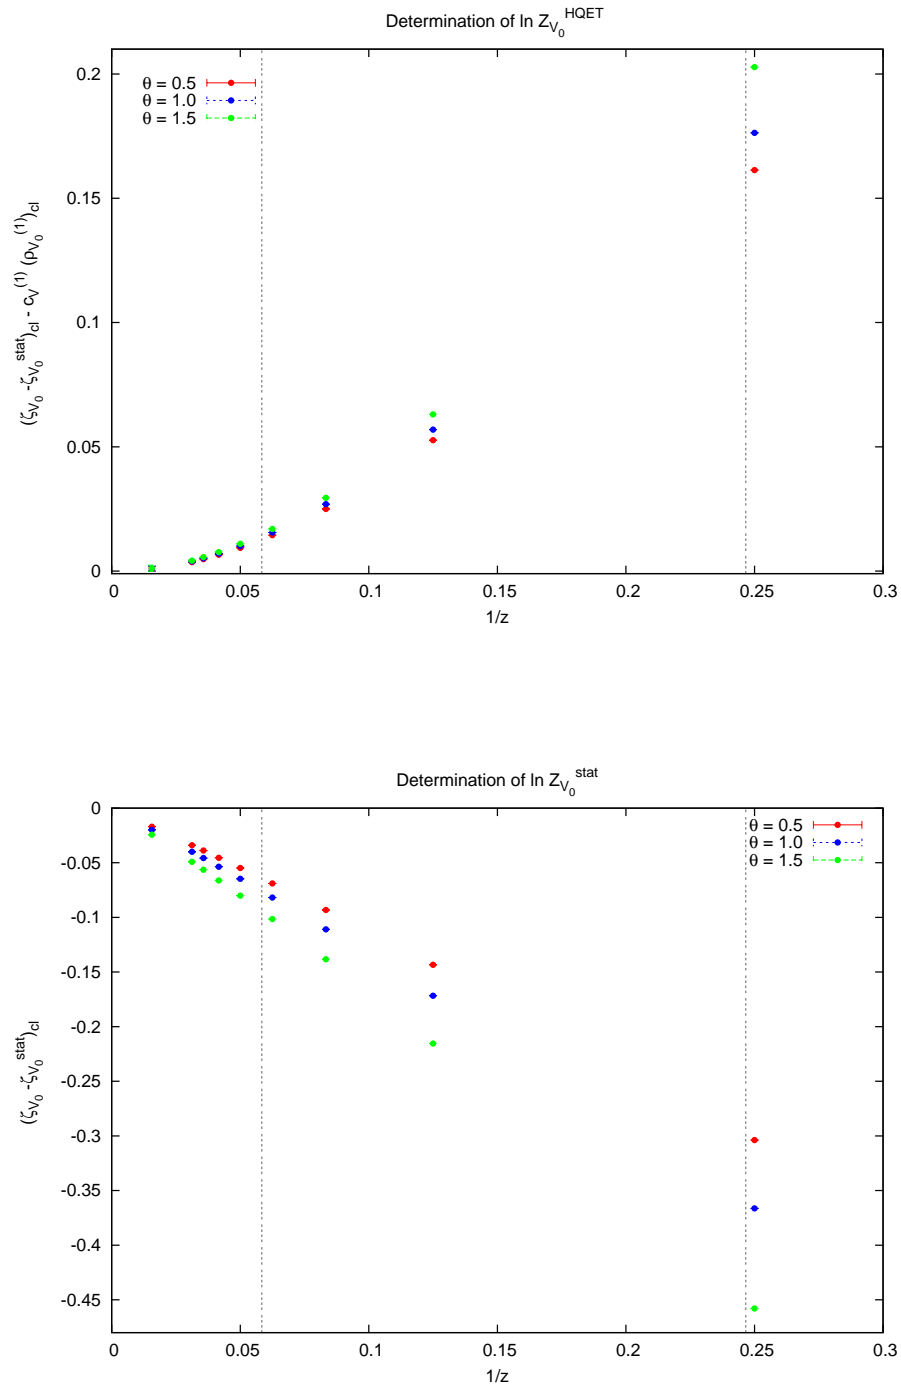 Determination of ln Z_{V_0}^{HQET}
(ζ_{V_0} -ζ_{V_0}^{stat})_{cl} - c_V^{(1)} (ρ_{V_0}^{(1)})_{cl}
θ = 0.5
θ = 1.0
θ = 1.5
0.2
0.15
0.1
0.05
0
0 0.05 0.1 0.15 0.2 0.25 0.3
1/z
Determination of ln Z_{V_0}^{stat}
(ζ_{V_0} -ζ_{V_0}^{stat})_{cl}
θ = 0.5
θ = 1.0
θ = 1.5
0
-0.05
-0.1
-0.15
-0.2
-0.25
-0.3
-0.35
-0.4
-0.45
0 0.05 0.1 0.15 0.2 0.25 0.3
1/z